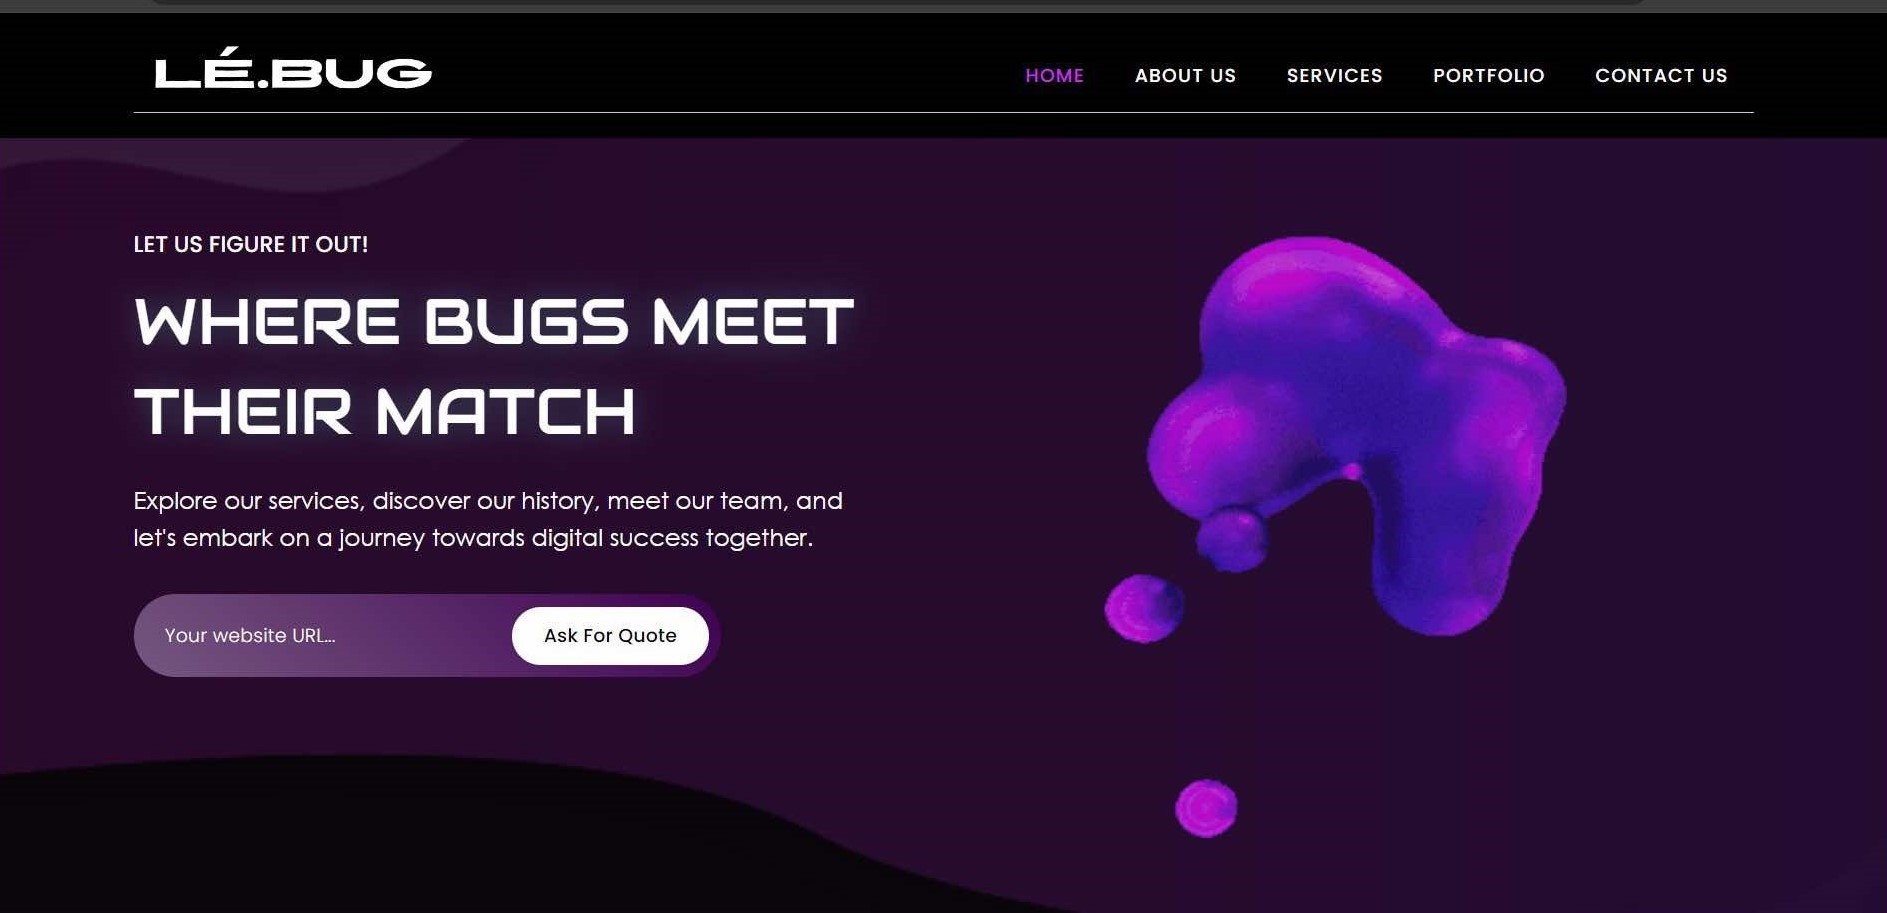 LÉ.BUG
HOME ABOUT US SERVICES PORTFOLIO CONTACT US
LET US FIGURE IT OUT!
WHERE BUGS MEET
THEIR MATCH
Explore our services, discover our history, meet our team, and
let's embark on a journey towards digital success together.
Your website URL... Ask For Quote